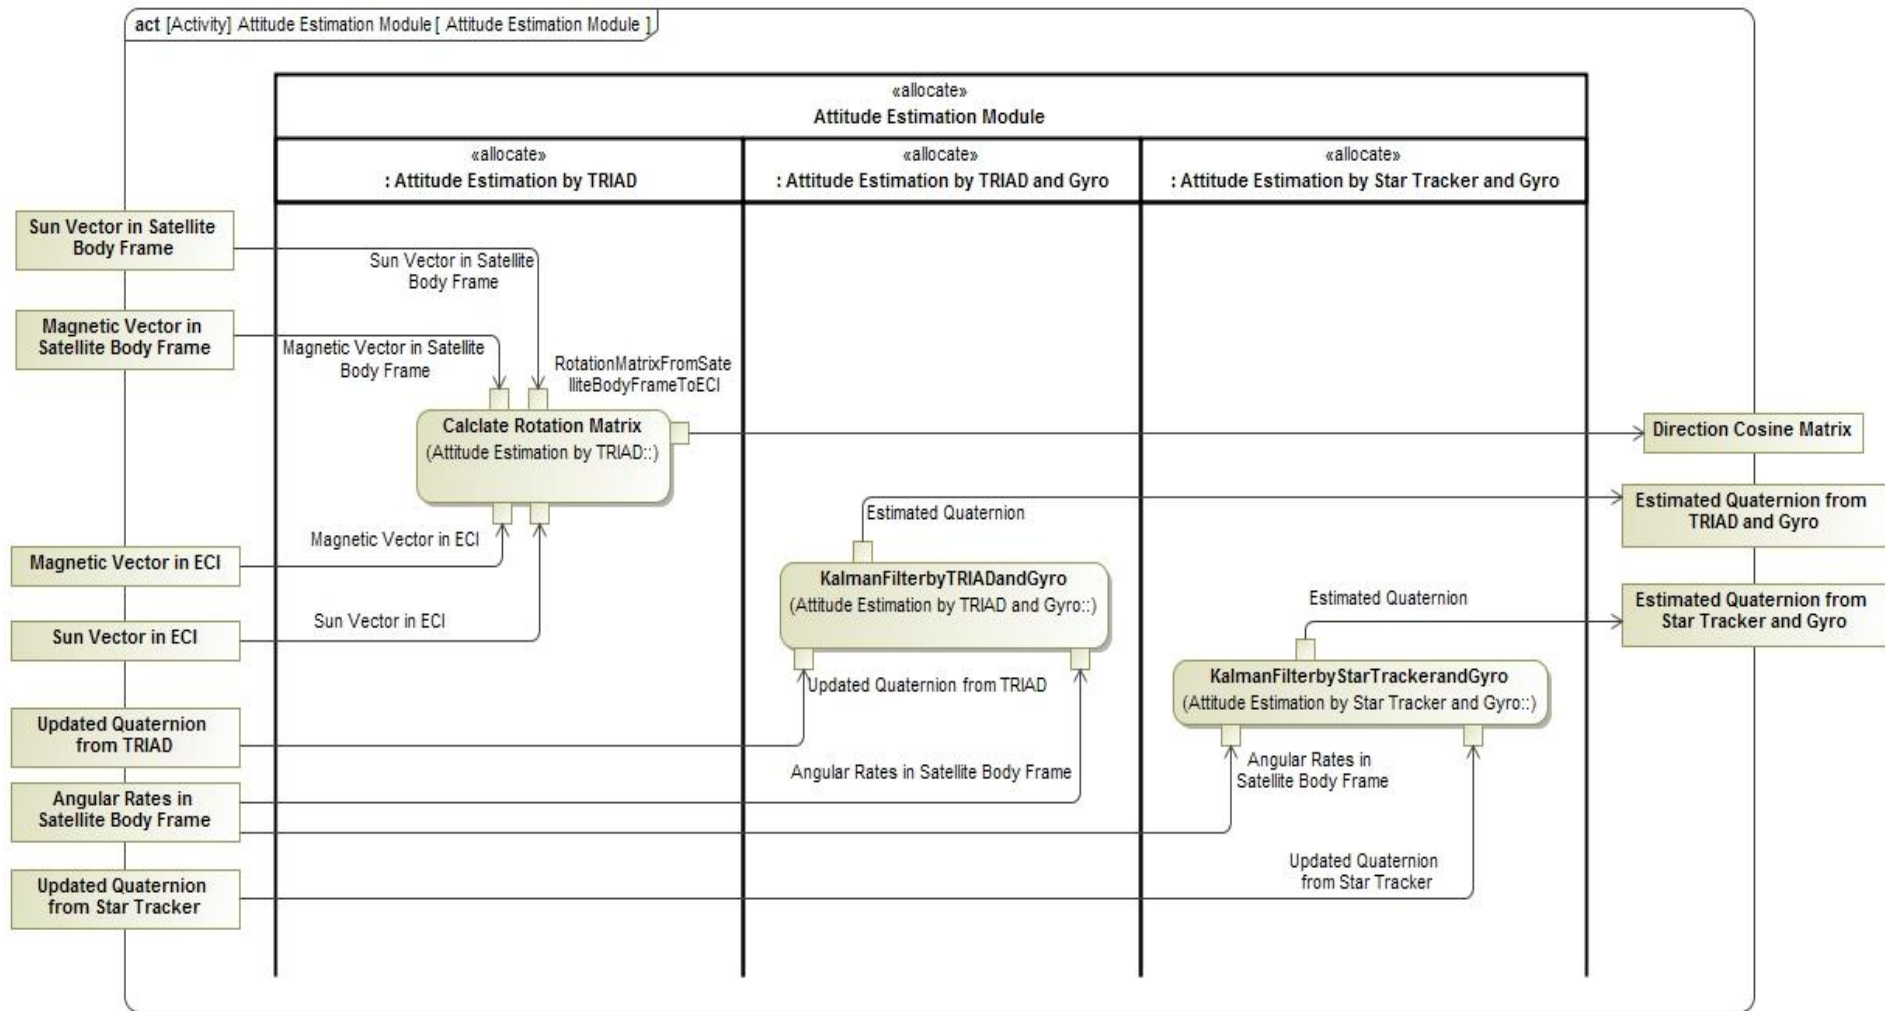 act [Activity] Attitude Estimation Module [ Attitude Estimation Module ]
«allocate»
Attitude Estimation Module
«allocate»
: Attitude Estimation by TRIAD
«allocate»
: Attitude Estimation by TRIAD and Gyro
«allocate»
: Attitude Estimation by Star Tracker and Gyro
Sun Vector in Satellite
Body Frame
Sun Vector in Satellite
Body Frame
Magnetic Vector in
Satellite Body Frame
Magnetic Vector in Satellite
Body Frame
RotationMatrixFromSate
lliteBodyFrameToECI
Calclate Rotation Matrix
(Attitude Estimation by TRIAD::)
Direction Cosine Matrix
Estimated Quaternion
Estimated Quaternion from
TRIAD and Gyro
Magnetic Vector in ECI
Magnetic Vector in ECI
KalmanFilterbyTRIADandGyro
(Attitude Estimation by TRIAD and Gyro::)
Estimated Quaternion
Estimated Quaternion from
Star Tracker and Gyro
Sun Vector in ECI
Sun Vector in ECI
KalmanFilterbyStarTrackerandGyro
(Attitude Estimation by Star Tracker and Gyro::)
Updated Quaternion from TRIAD
Updated Quaternion
from TRIAD
Angular Rates in Satellite Body Frame
Angular Rates in
Satellite Body Frame
Angular Rates in
Satellite Body Frame
Updated Quaternion
from Star Tracker
Updated Quaternion
from Star Tracker